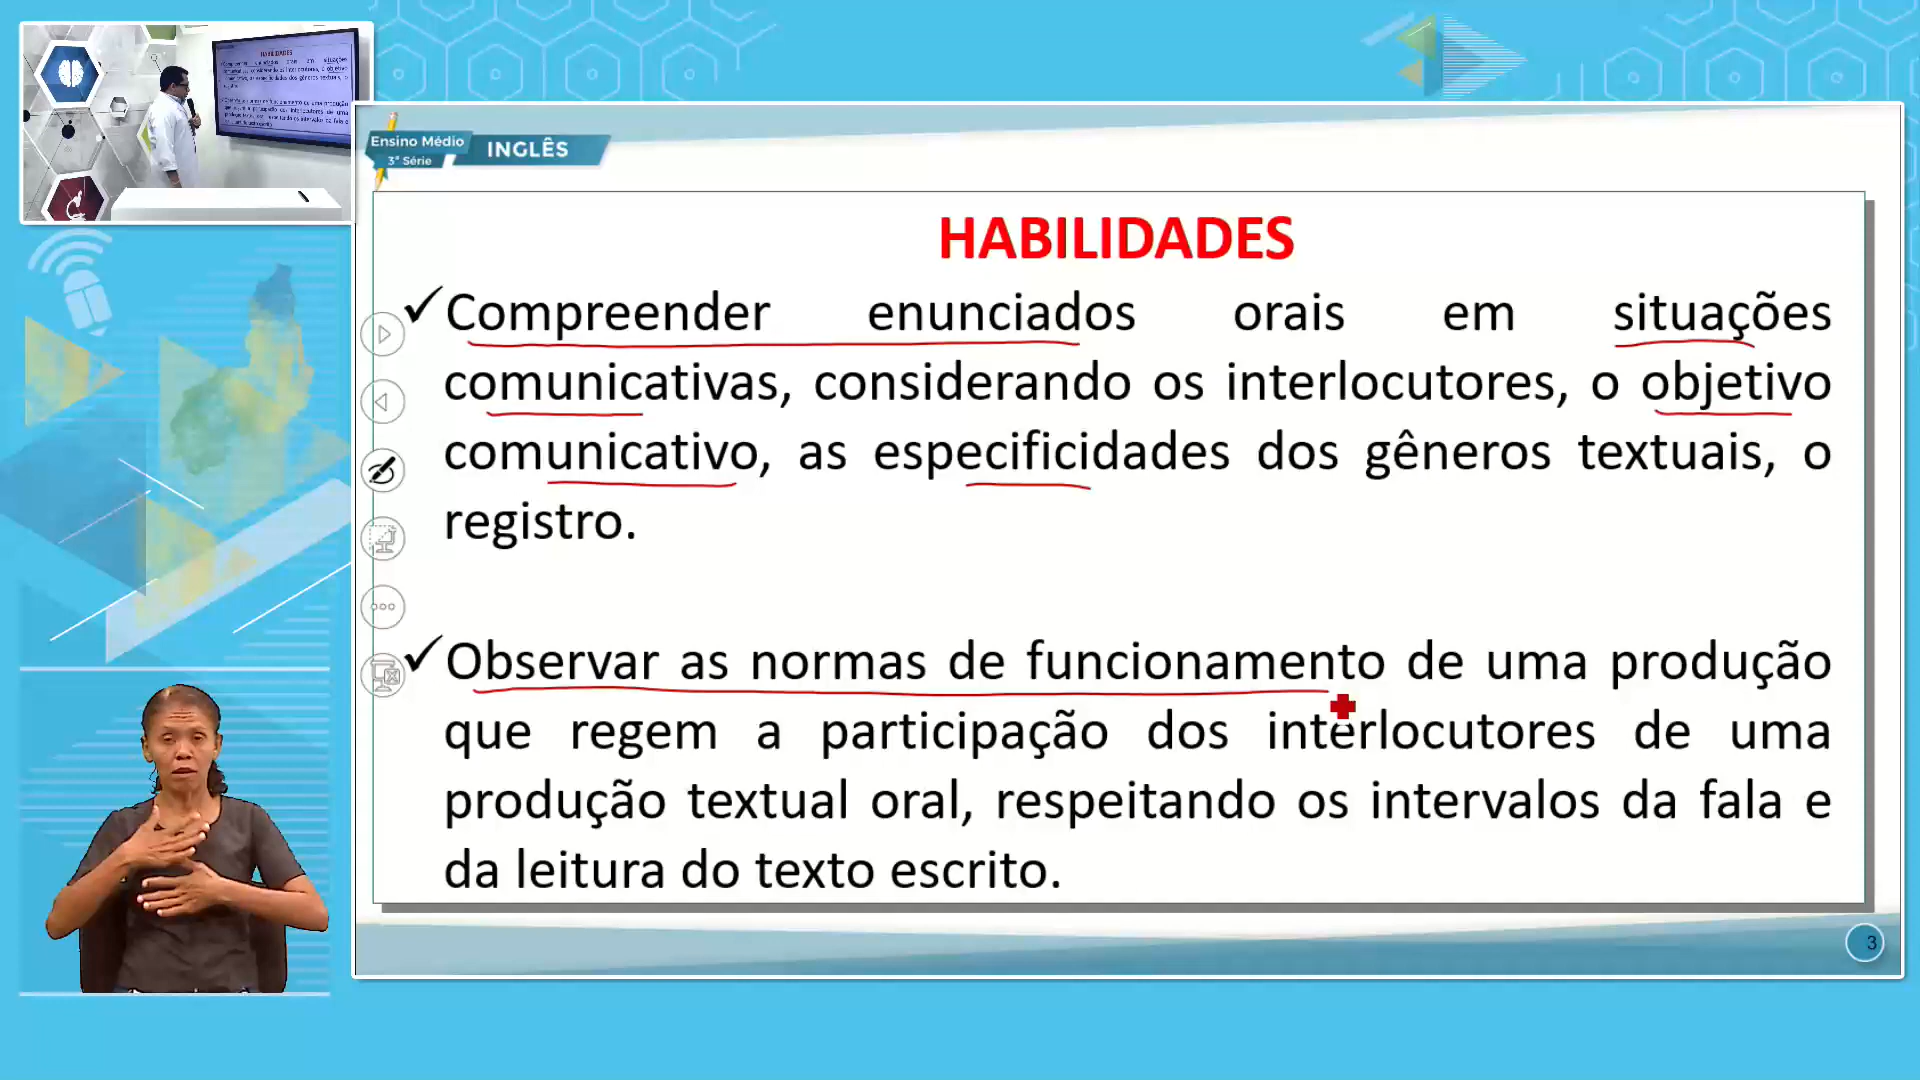 Ensino Médio
3ª Série
INGLÊS
HABILIDADES
Compreender enunciados orais em situações
comunicativas, considerando os interlocutores, o objetivo
comunicativo, as especificidades dos gêneros textuais, o
registro.
Observar as normas de funcionamento de uma produção
que regem a participação dos interlocutores de uma
produção textual oral, respeitando os intervalos da fala e
da leitura do texto escrito.
3